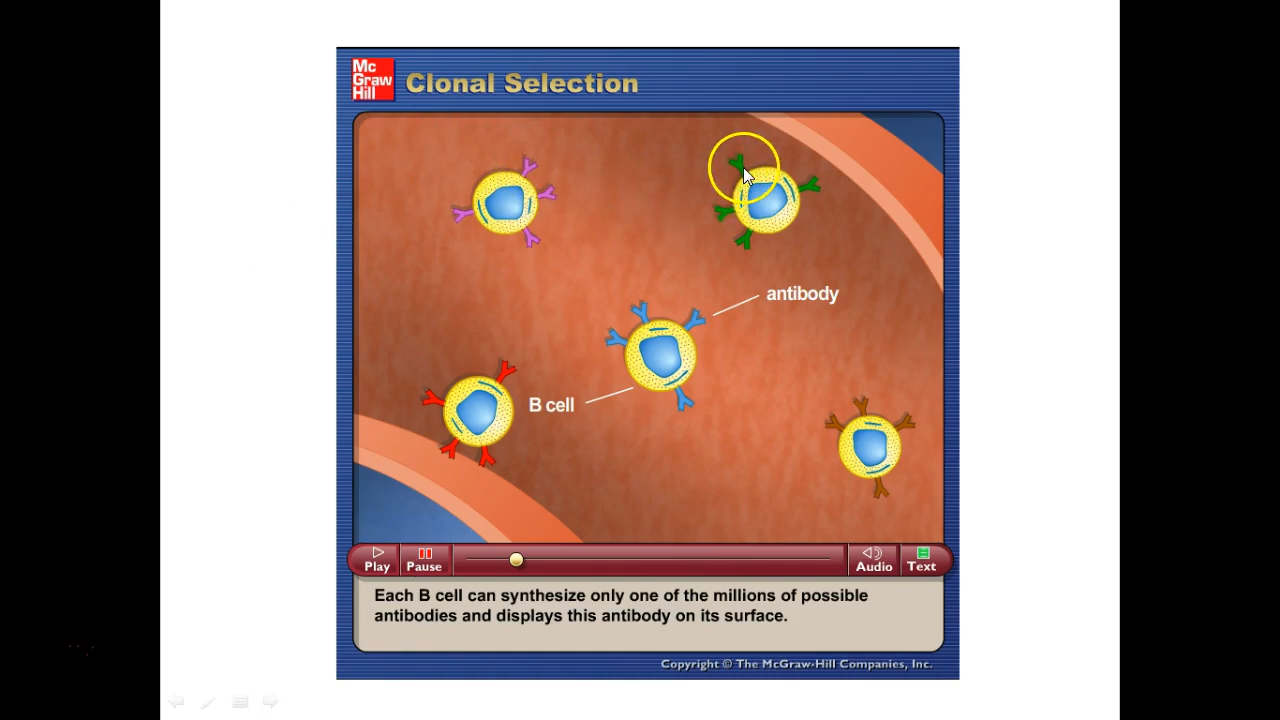 Mc
Graw
Hill
Clonal Selection
antibody
B cell
Play
Pause
Audio
Text
Each B cell can synthesize only one of the millions of possible
antibodies and displays this antibody on its surface.
Copyright © The McGraw-Hill Companies, Inc.